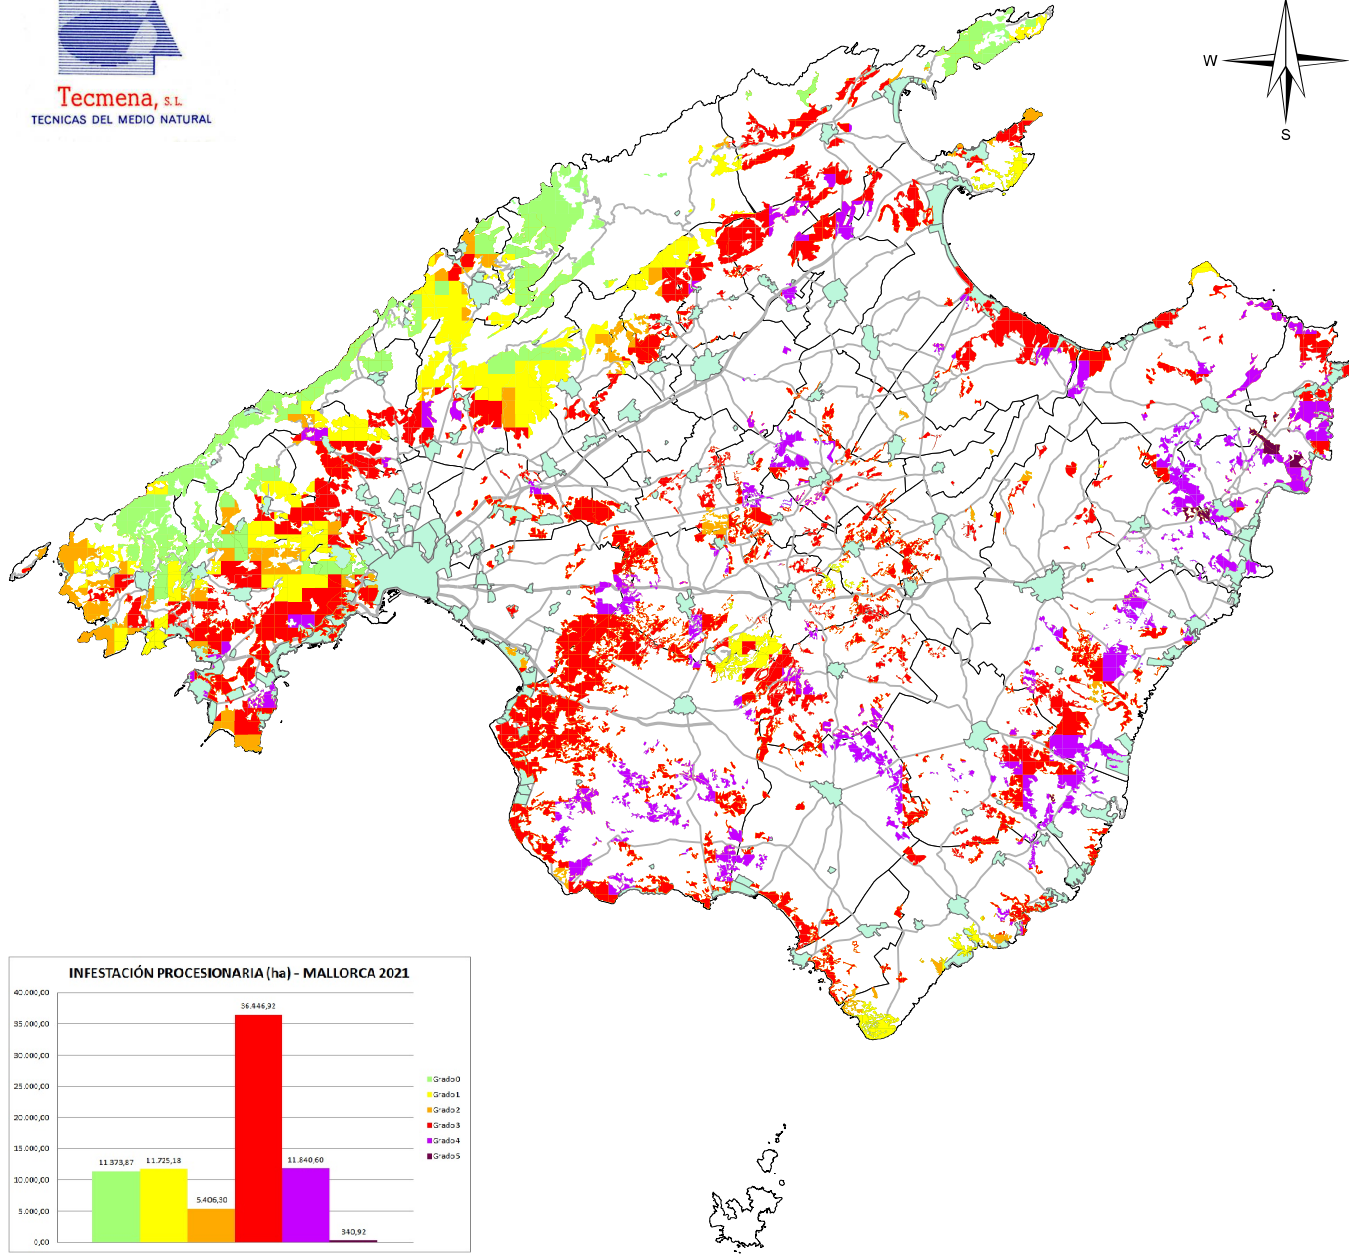 Tecmena, S.L.
TECNICAS DEL MEDIO NATURAL
W
S
INFESTACIÓN PROCESIONARIA (ha) - MALLORCA 2021
40.000,00
35.000,00
30.000,00
25.000,00
20.000,00
15.000,00
10.000,00
5.000,00
0,00
11.373,87
11.725,18
5.406,30
36.446,92
11.840,60
340,92
Grado 0
Grado 1
Grado 2
Grado 3
Grado 4
Grado 5